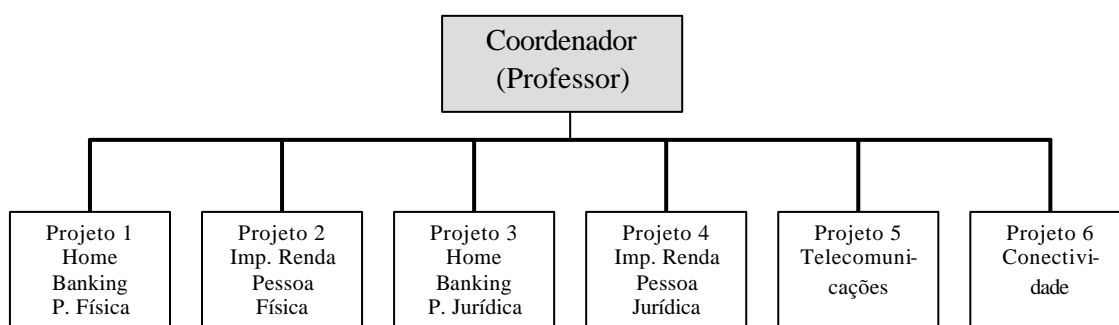 Coordenador
(Professor)
Projeto 1
Home
Banking
P. Física
Projeto 2
Imp. Renda
Pessoa
Física
Projeto 3
Home
Banking
P. Jurídica
Projeto 4
Imp. Renda
Pessoa
Jurídica
Projeto 5
Telecomuni-
cações
Projeto 6
Conectivi-
dade